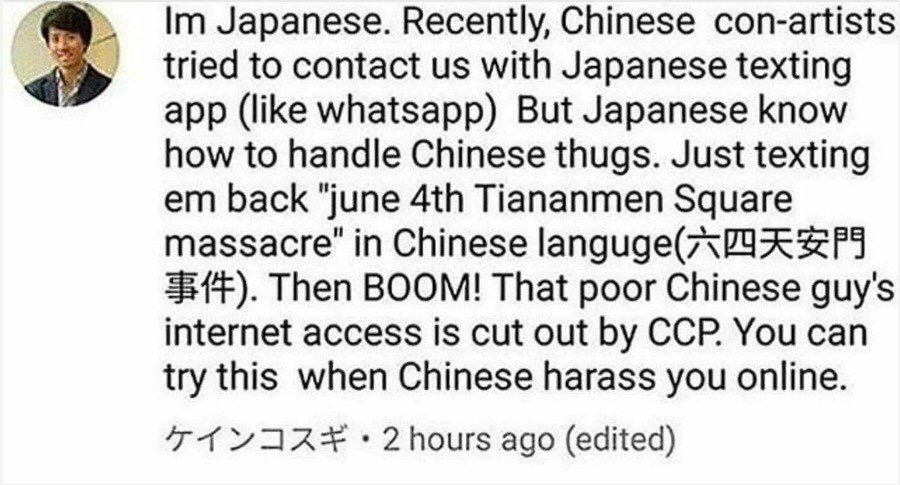 Im Japanese. Recently, Chinese con-artists
tried to contact us with Japanese texting
app (like whatsapp) But Japanese know
how to handle Chinese thugs. Just texting
em back "june 4th Tiananmen Square
massacre" in Chinese languge(六四天安門
事件). Then BOOM! That poor Chinese guy's
internet access is cut out by CCP. You can
try this when Chinese harass you online.
ケインコスギ • 2 hours ago (edited)